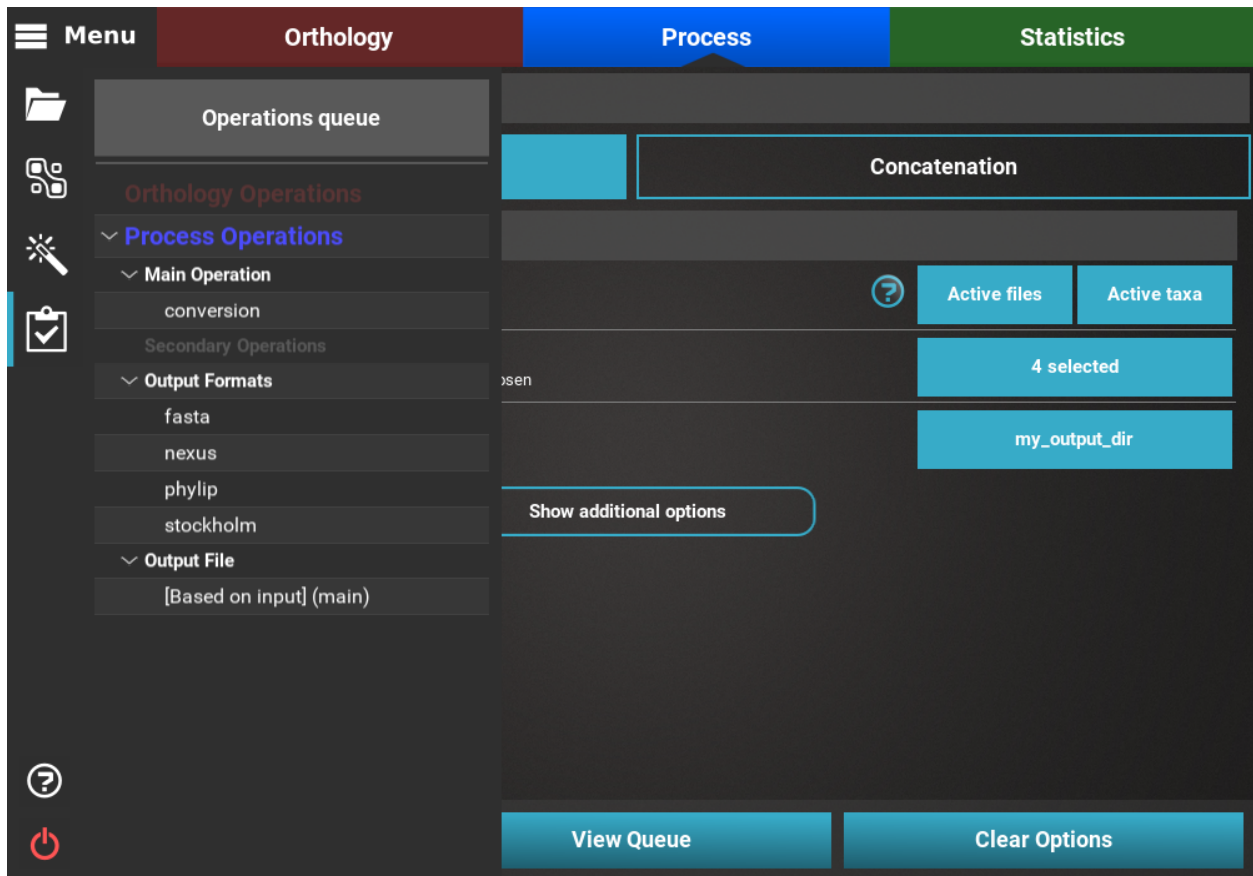 Menu
Orthology
Process
Statistics
Operations queue
Concatenation
Orthology Operations
Process Operations
Main Operation
conversion
Active files
Active taxa
Secondary Operations
Output Formats
4 selected
fasta
nexus
my_output_dir
phylip
stockholm
Show additional options
Output File
[Based on input] (main)
View Queue
Clear Options